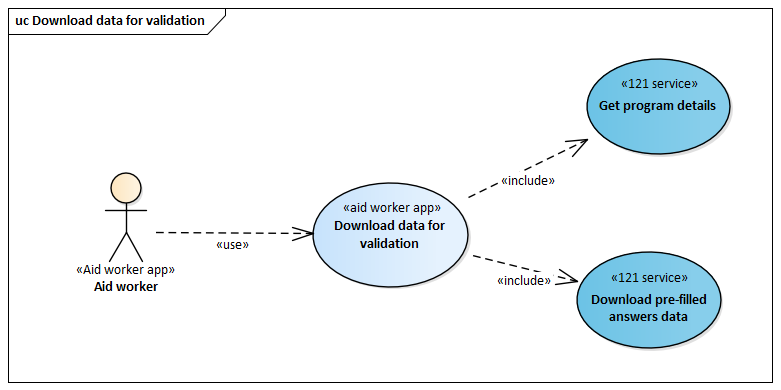 uc Download data for validation
«121 service»
Get program details
«include»
«aid worker app»
Download data for
validation
«use»
«Aid worker app»
Aid worker
«include»
«121 service»
Download pre-filled
answers data